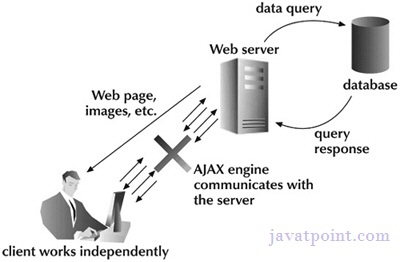 data query
Web server
database
Web page,
images, etc.
query
response
AJAX engine
communicates with
the server
client works independently
javatpoint.com